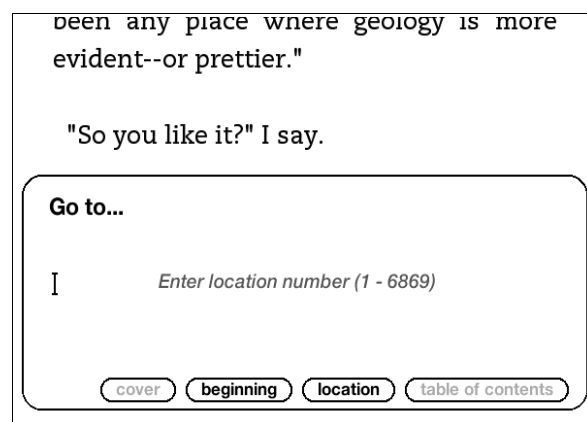 been any place where geology is more
evident--or prettier."
"So you like it?" I say.
Go to...
Enter location number (1 - 6869)
cover beginning location table of contents